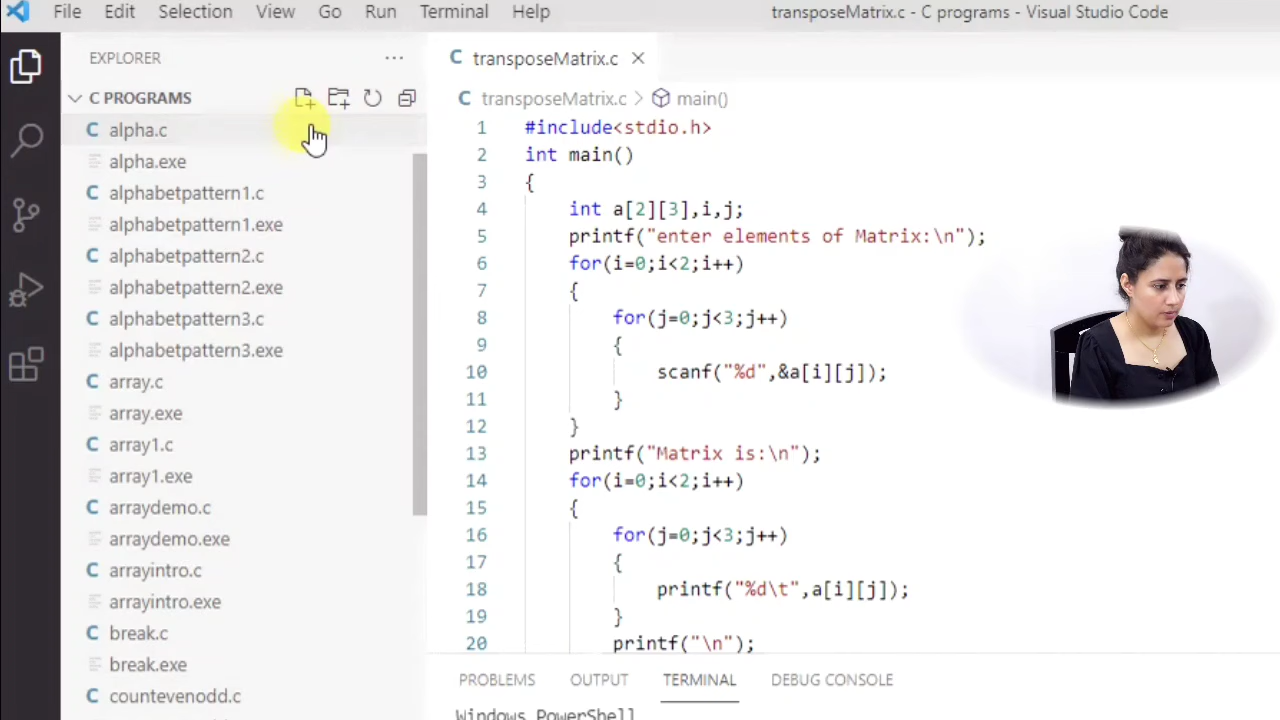 File Edit Selection View Go Run Terminal Help transposeMatrix.c - C programs - Visual Studio Code
EXPLORER ...
C PROGRAMS
C alpha.c
alpha.exe
C alphabetpattern1.c
alphabetpattern1.exe
C alphabetpattern2.c
alphabetpattern2.exe
C alphabetpattern3.c
alphabetpattern3.exe
C array.c
array.exe
C array1.c
array1.exe
C arraydemo.c
arraydemo.exe
C arrayintro.c
arrayintro.exe
C break.c
break.exe
C countevenodd.c
C transposeMatrix.c ×
C transposeMatrix.c > main()
1 #include<stdio.h>
2 int main()
3 {
4 int a[2][3],i,j;
5 printf("enter elements of Matrix:\n");
6 for(i=0;i<2;i++)
7 {
8 for(j=0;j<3;j++)
9 {
10 scanf("%d",&a[i][j]);
11 }
12 }
13 printf("Matrix is:\n");
14 for(i=0;i<2;i++)
15 {
16 for(j=0;j<3;j++)
17 {
18 printf("%d\t",a[i][j]);
19 }
20 printf("\n");
PROBLEMS OUTPUT TERMINAL DEBUG CONSOLE
Windows PowerShell